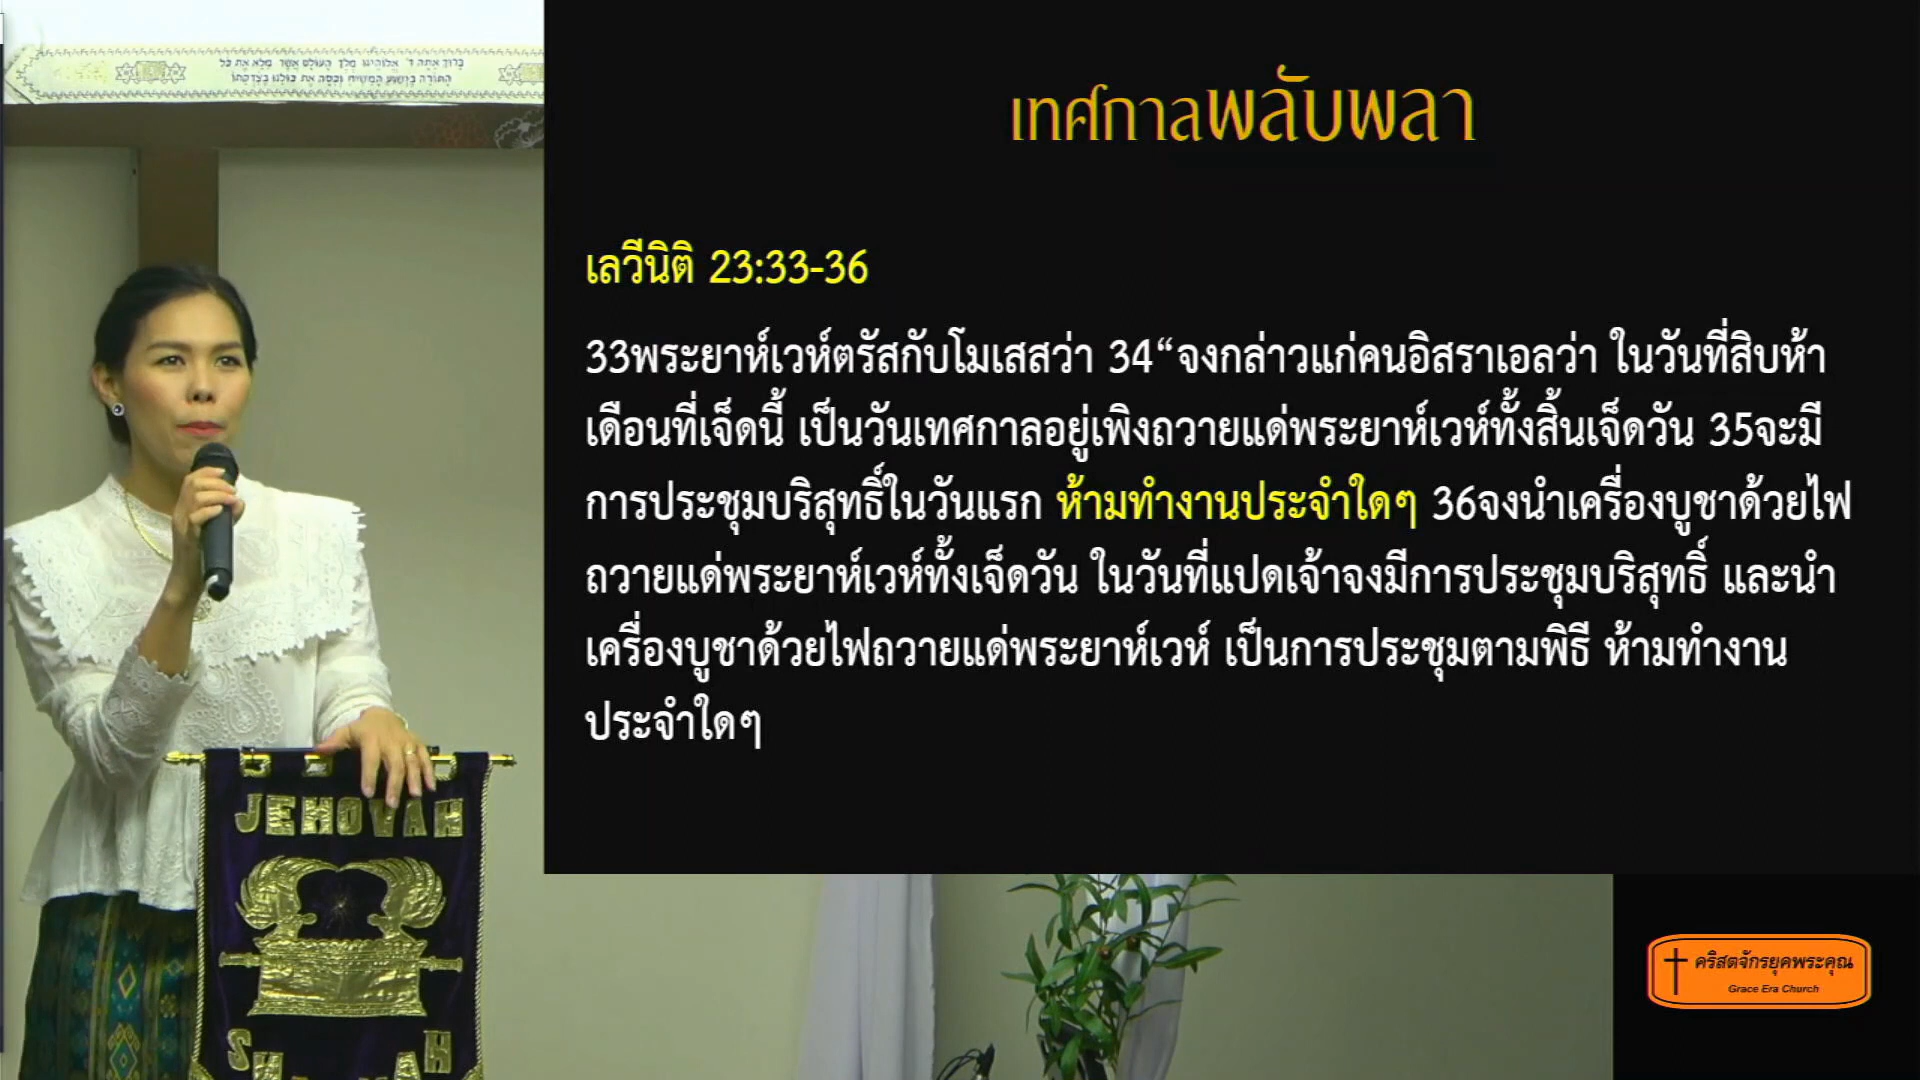 בָּרוּךְ אַתָּה ד' אֱלוֹהֵינוּ מֶלֶךְ הָעוֹלָם אֲשֶׁר מִלֵּא אֶת כֹּל
הַתּוֹרָה בְּיֵשׁוּעַ הַמָּשִׁיחַ וְכִסָּה אֶת כּוּלָּנוּ בְּצִדְקָתוֹ
เทศกาลพลับพลา
เลวีนิติ 23:33-36
33พระยาห์เวห์ตรัสกับโมเสสว่า 34“จงกล่าวแก่คนอิสราเอลว่า ในวันที่สิบห้า
เดือนที่เจ็ดนี้ เป็นวันเทศกาลอยู่เพิงถวายแด่พระยาห์เวห์ทั้งสิ้นเจ็ดวัน 35จะมี
การประชุมบริสุทธิ์ในวันแรก ห้ามทำงานประจำใดๆ 36จงนำเครื่องบูชาด้วยไฟ
ถวายแด่พระยาห์เวห์ทั้งเจ็ดวัน ในวันที่แปดเจ้าจงมีการประชุมบริสุทธิ์ และนำ
เครื่องบูชาด้วยไฟถวายแด่พระยาห์เวห์ เป็นการประชุมตามพิธี ห้ามทำงาน
ประจำใดๆ
JEHOVAH
คริสตจักรยุคพระคุณ
Grace Era Church